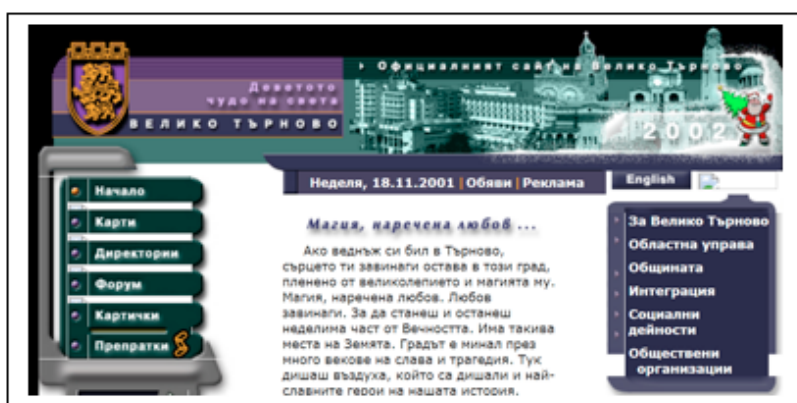 Официалният сайт на Велико Търново
Деветото
чудо на света
ВЕЛИКО ТЪРНОВО
2002
Неделя, 18.11.2001 | Обяви | Реклама
English
Начало
Карти
Директории
Форум
Картички
Препратки
Магия, наречена любов ...
Ако веднъж си бил в Търново,
сърцето ти завинаги остава в този град,
пленено от великолепието и магията му.
Магия, наречена любов. Любов
завинаги. За да станеш и останеш
неделима част от Вечността. Има такива
места на Земята. Градът е минал през
много векове на слава и трагедия. Тук
дишаш въздуха, който са дишали и най-
славните герои на нашата история.
За Велико Търново
Областна управа
Общината
Интеграция
Социални
дейности
Обществени
организации